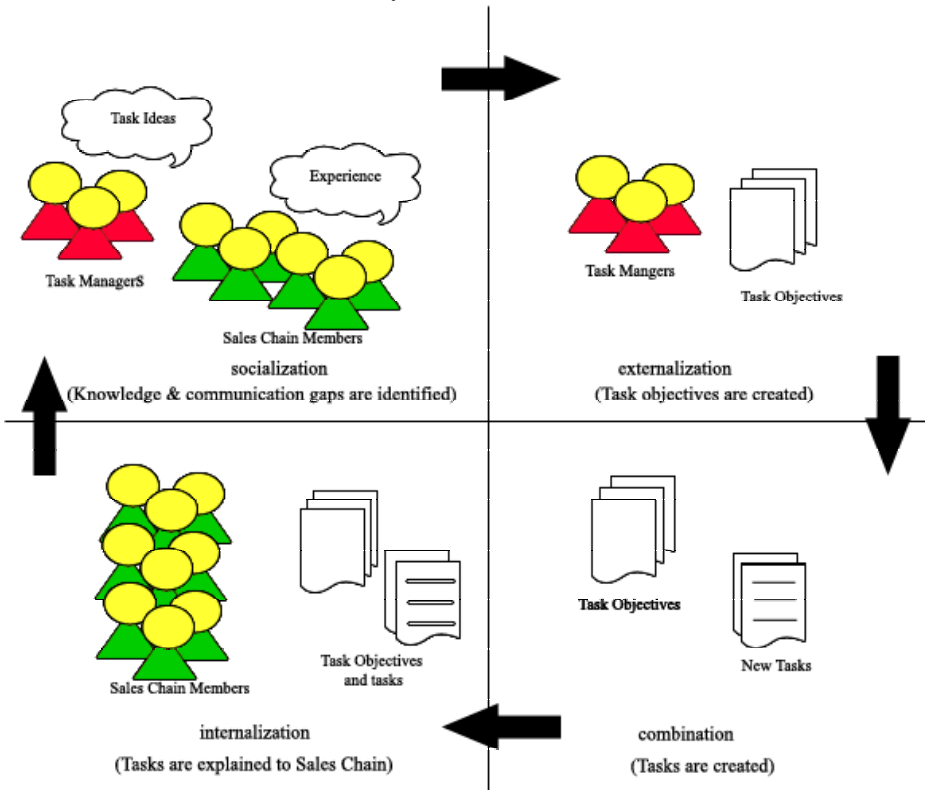 Task Ideas
Experience
Task ManagerS
Sales Chain Members
socialization
(Knowledge & communication gaps are identified)
Task Mangers
Task Objectives
externalization
(Task objectives are created)
Sales Chain Members
Task Objectives
and tasks
internalization
(Tasks are explained to Sales Chain)
Task Objectives
New Tasks
combination
(Tasks are created)